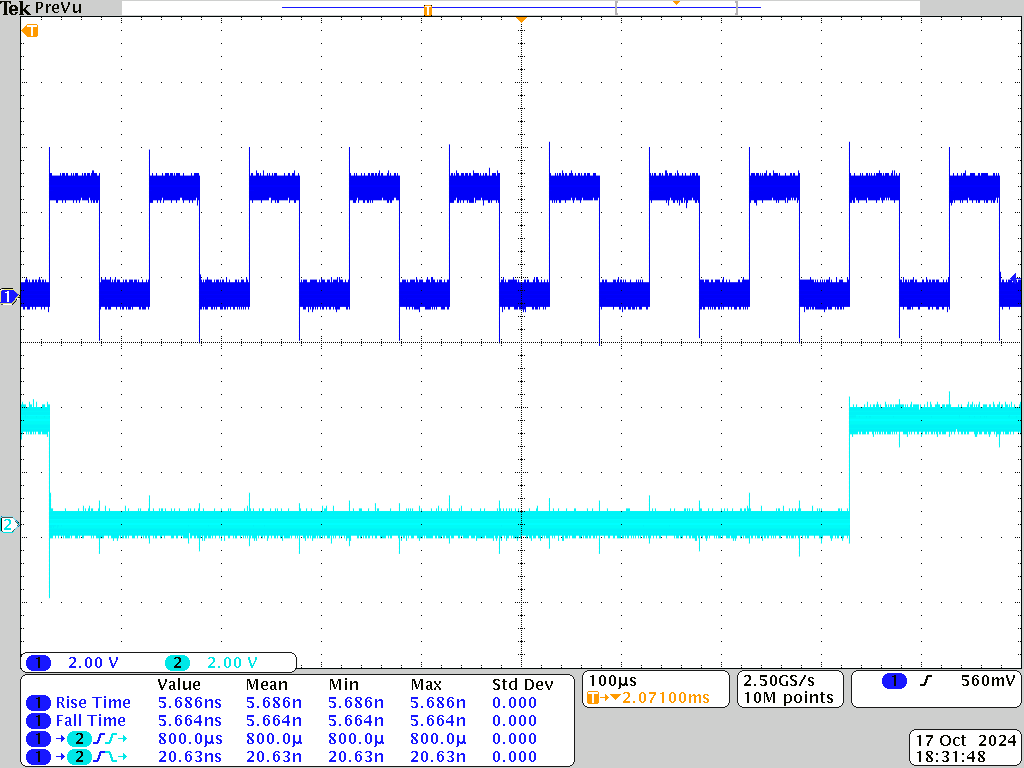 Tek PreVu
T
1
2
1 2.00 V 2 2.00 V
Value Mean Min Max Std Dev
1 Rise Time 5.686ns 5.686n 5.686n 5.686n 0.000
1 Fall Time 5.664ns 5.664n 5.664n 5.664n 0.000
1 → 2 800.0µs 800.0µ 800.0µ 800.0µ 0.000
1 → 2 20.63ns 20.63n 20.63n 20.63n 0.000
100µs
T→▼2.07100ms
2.50GS/s
10M points
1 560mV
17 Oct 2024
18:31:48